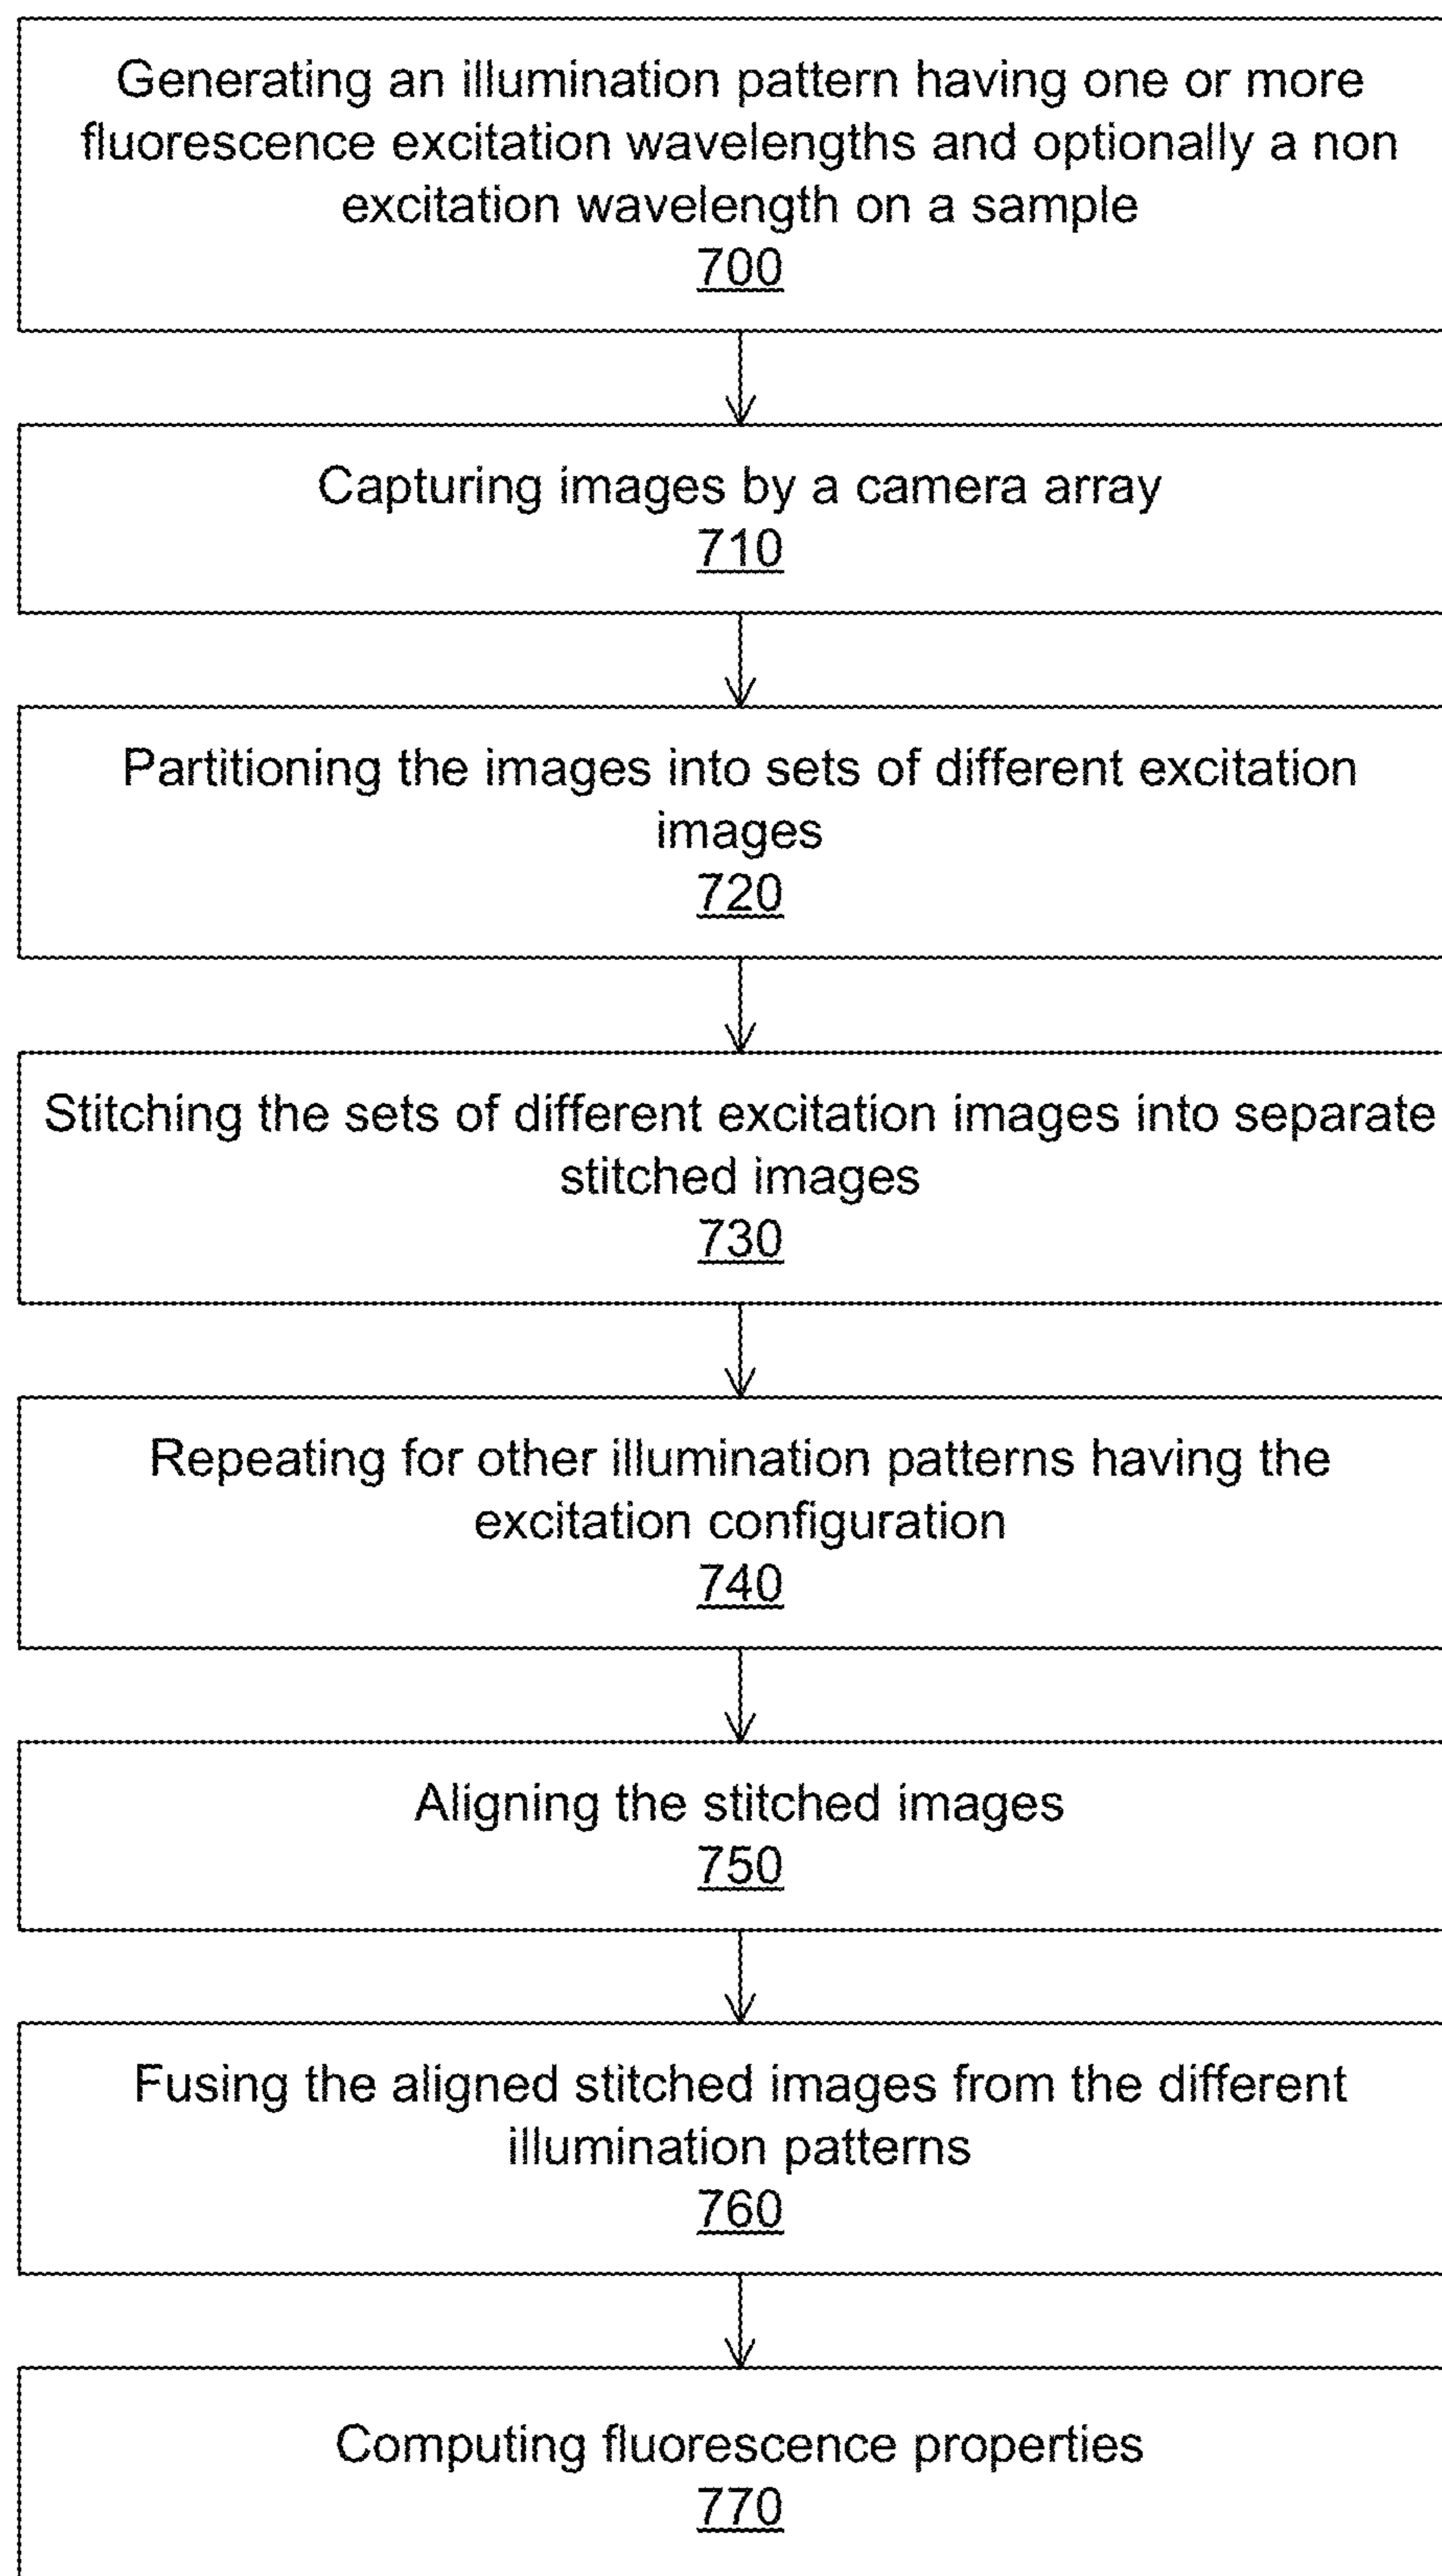 Generating an illumination pattern having one or more
fluorescence excitation wavelengths and optionally a non
excitation wavelength on a sample
700
Capturing images by a camera array
710
Partitioning the images into sets of different excitation
images
720
Stitching the sets of different excitation images into separate
stitched images
730
Repeating for other illumination patterns having the
excitation configuration
740
Aligning the stitched images
750
Fusing the aligned stitched images from the different
illumination patterns
760
Computing fluorescence properties
770